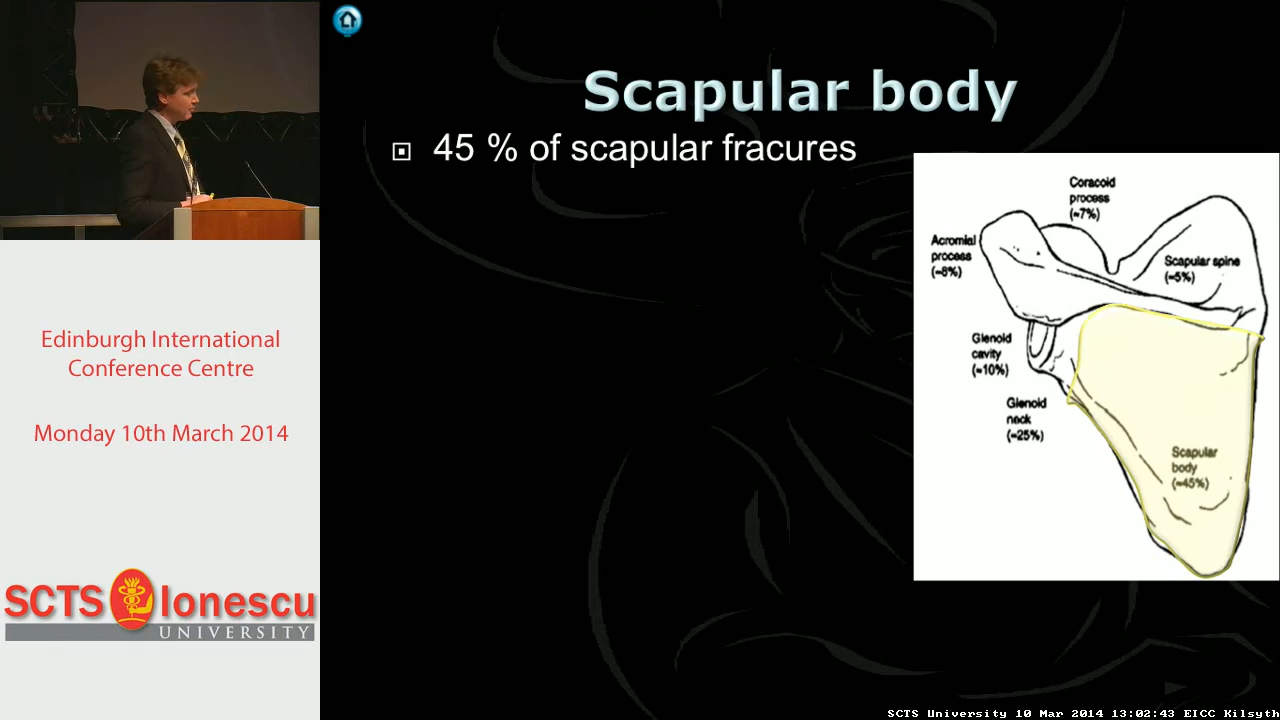 Scapular body
45 % of scapular fracures
Coracoid
process
(≈7%)
Acromial
process
(≈8%)
Scapular spine
(≈5%)
Glenoid
cavity
(≈10%)
Glenoid
neck
(≈25%)
Scapular
body
(≈45%)
Edinburgh International
Conference Centre
Monday 10th March 2014
SCTS Ionescu
UNIVERSITY
SCTS University 10 Mar 2014 13:02:43 EICC Kilsyth